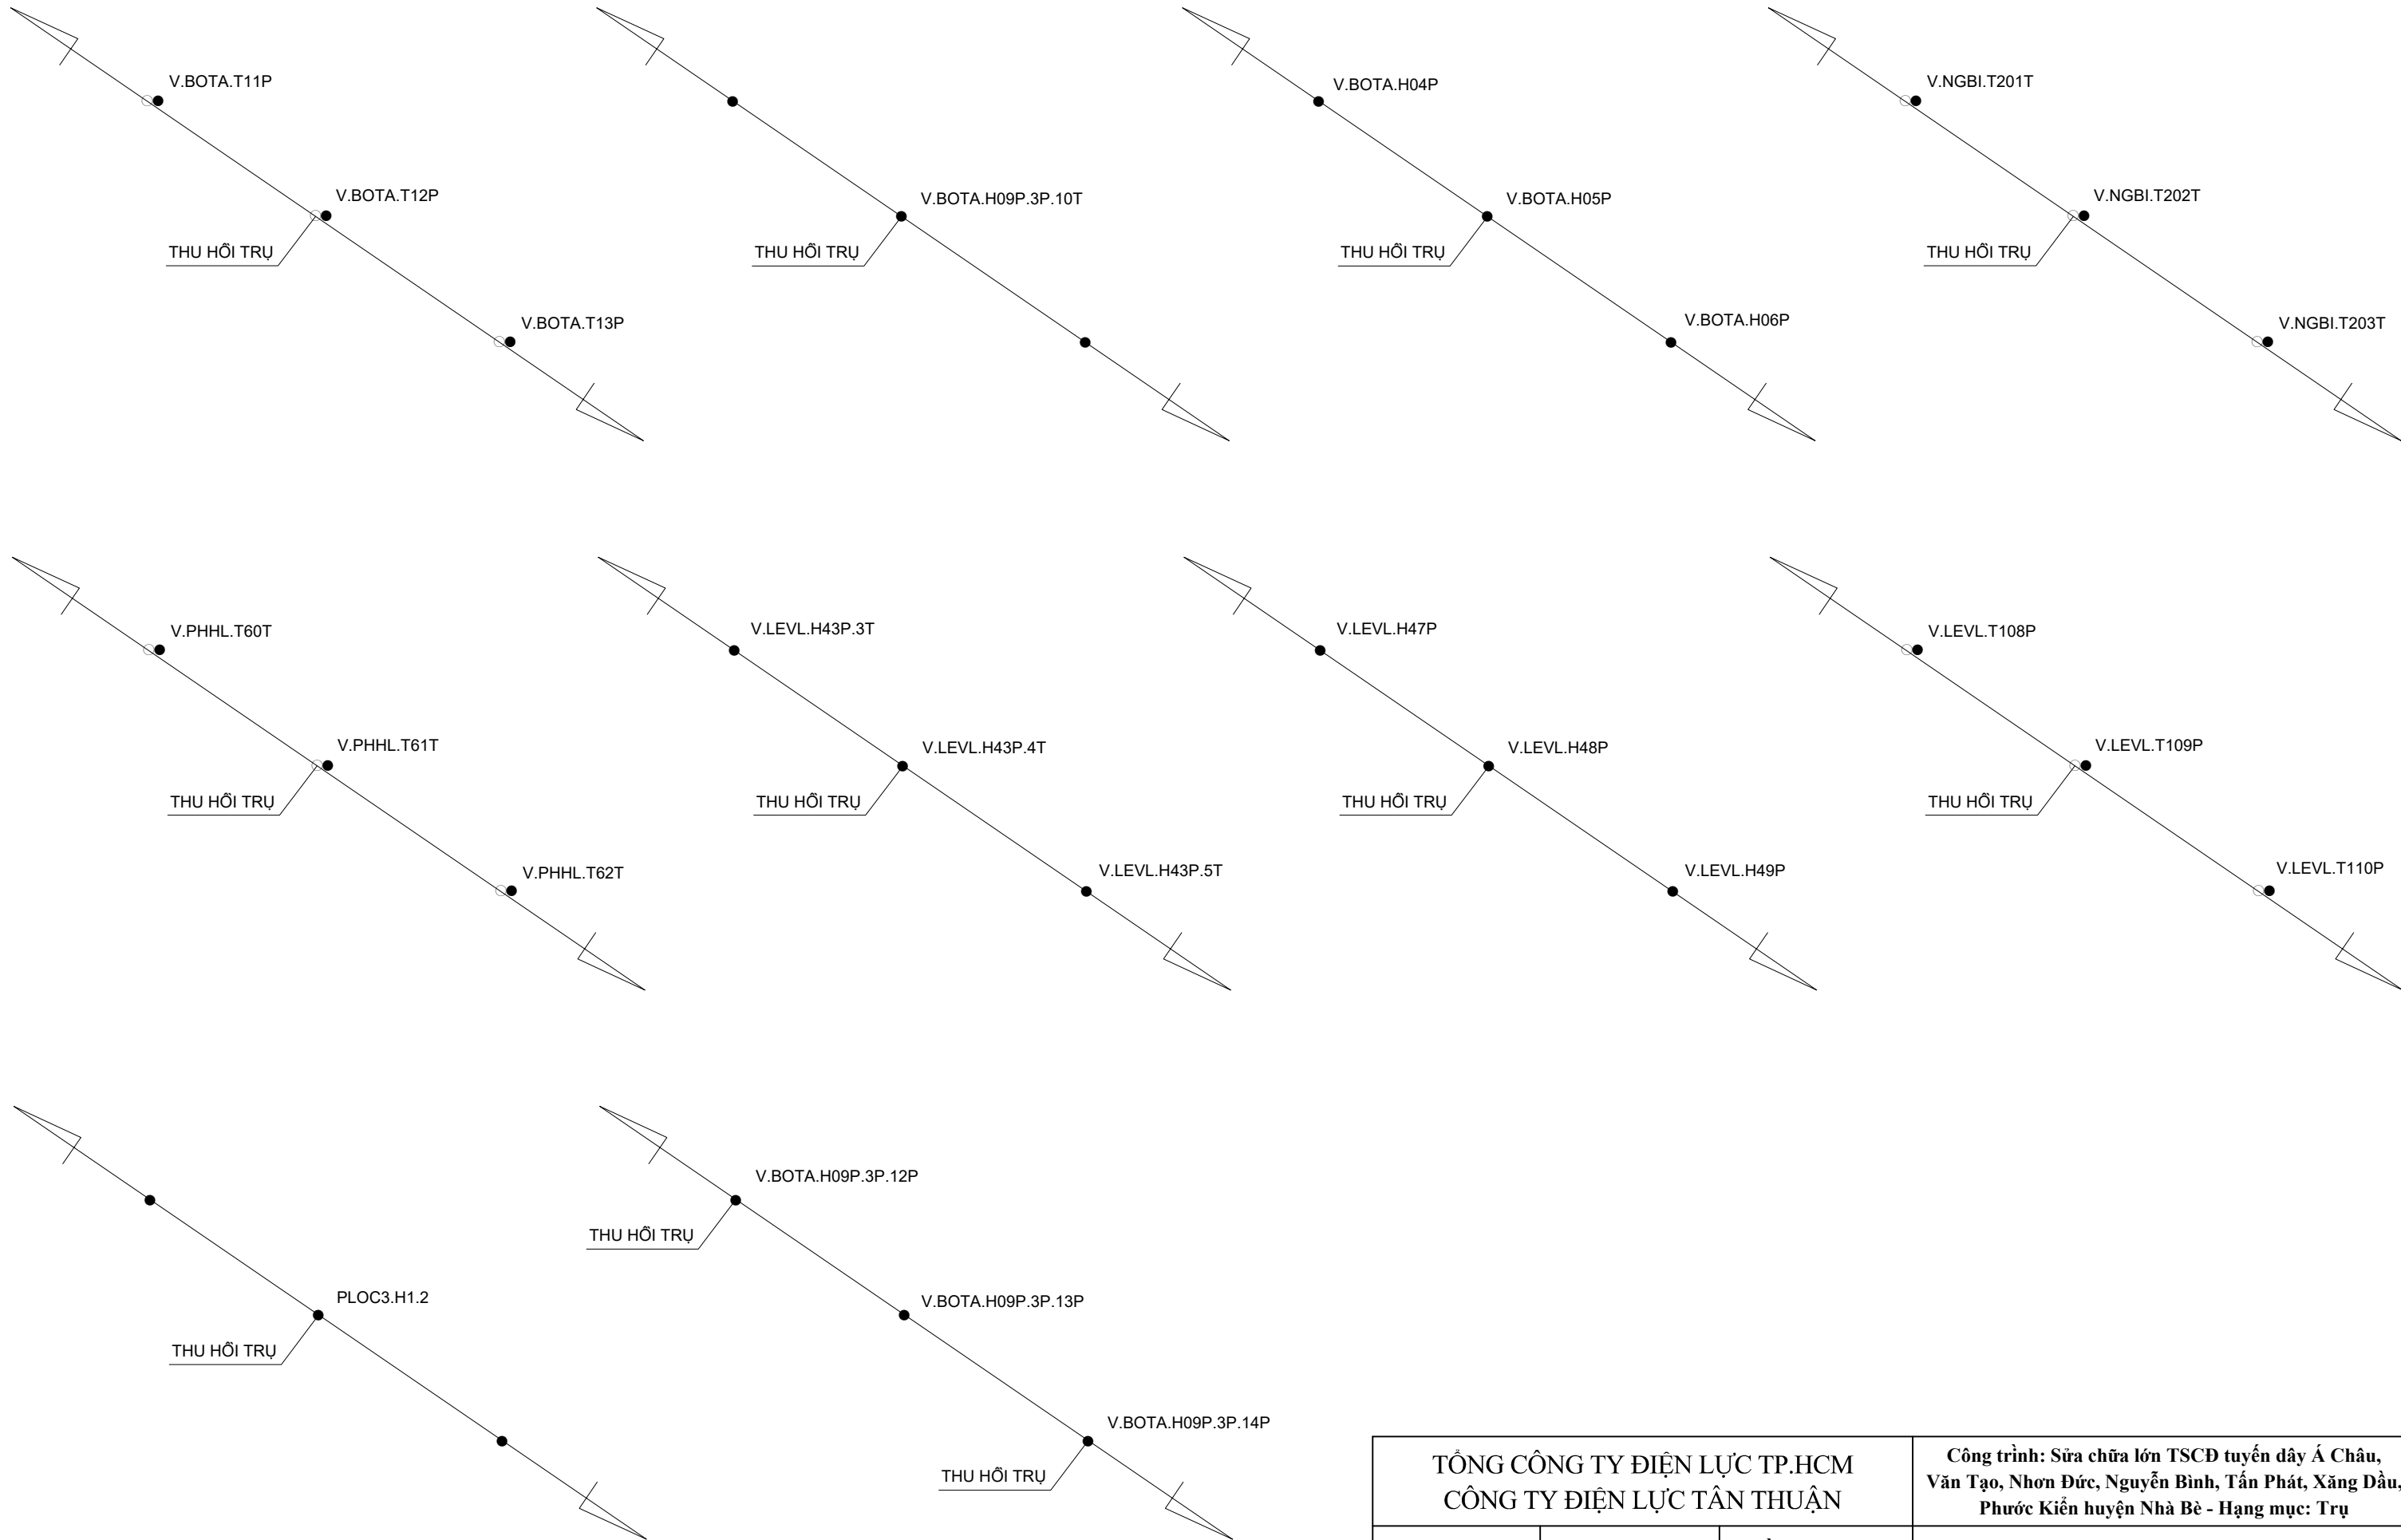 V.BOTA.T11P
V.BOTA.T12P
THU HỒI TRỤ
V.BOTA.T13P
V.BOTA.H09P.3P.10T
THU HỒI TRỤ
V.BOTA.H04P
V.BOTA.H05P
THU HỒI TRỤ
V.BOTA.H06P
V.NGBI.T201T
V.NGBI.T202T
THU HỒI TRỤ
V.NGBI.T203T
V.PHHL.T60T
V.PHHL.T61T
THU HỒI TRỤ
V.PHHL.T62T
V.LEVL.H43P.3T
V.LEVL.H43P.4T
THU HỒI TRỤ
V.LEVL.H43P.5T
V.LEVL.H47P
V.LEVL.H48P
THU HỒI TRỤ
V.LEVL.H49P
V.LEVL.T108P
V.LEVL.T109P
THU HỒI TRỤ
V.LEVL.T110P
PLOC3.H1.2
THU HỒI TRỤ
V.BOTA.H09P.3P.12P
THU HỒI TRỤ
V.BOTA.H09P.3P.13P
V.BOTA.H09P.3P.14P
THU HỒI TRỤ
TỔNG CÔNG TY ĐIỆN LỰC TP.HCM
CÔNG TY ĐIỆN LỰC TÂN THUẬN
Công trình: Sửa chữa lớn TSCĐ tuyến dây Á Châu,
Văn Tạo, Nhơn Đức, Nguyễn Bình, Tấn Phát, Xăng Dầu,
Phước Kiển huyện Nhà Bè - Hạng mục: Trụ